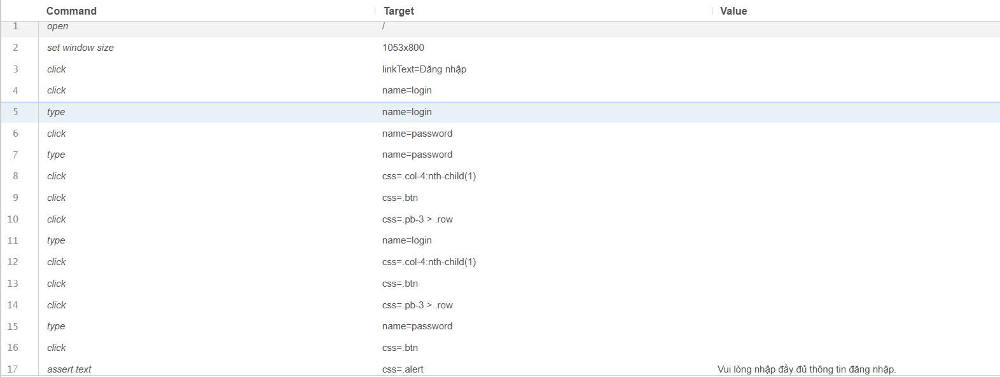 Command Target Value
1 open /
2 set window size 1053x800
3 click linkText=Đăng nhập
4 click name=login
5 type name=login
6 click name=password
7 type name=password
8 click css=.col-4:nth-child(1)
9 click css=.btn
10 click css=.pb-3 > .row
11 type name=login
12 click css=.col-4:nth-child(1)
13 click css=.btn
14 click css=.pb-3 > .row
15 type name=password
16 click css=.btn
17 assert text css=.alert Vui lòng nhập đầy đủ thông tin đăng nhập.